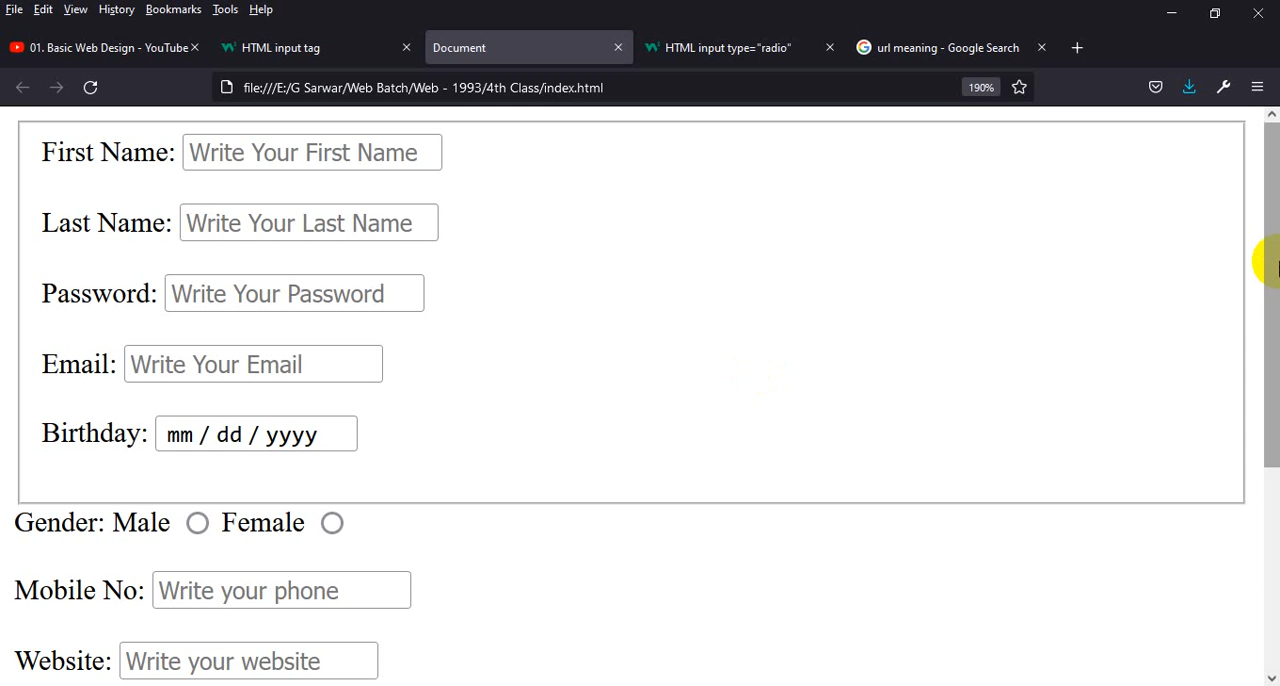 File Edit View History Bookmarks Tools Help
01. Basic Web Design - YouTube HTML input tag Document HTML input type="radio" url meaning - Google Search
file:///E:/G Sarwar/Web Batch/Web - 1993/4th Class/index.html 190%
First Name: Write Your First Name
Last Name: Write Your Last Name
Password: Write Your Password
Email: Write Your Email
Birthday: mm / dd / yyyy
Gender: Male Female
Mobile No: Write your phone
Website: Write your website